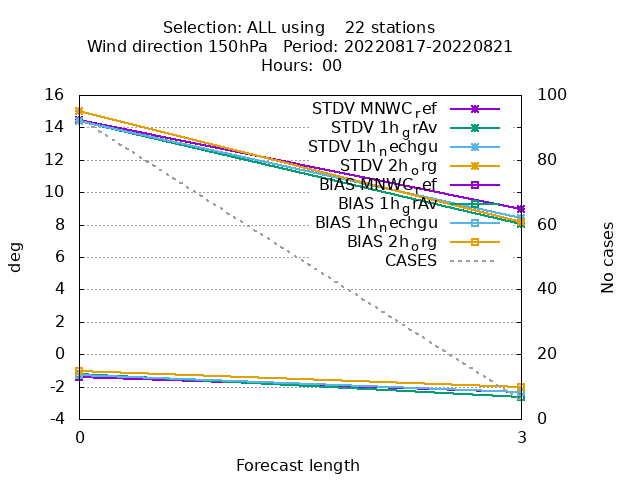 Selection: ALL using    22 stations
Wind direction 150hPa   Period: 20220817-20220821
Hours: 00
16
14
12
10
8
6
4
2
0
-2
-4
deg
100
80
60
40
20
0
No cases
STDV MNWC_ref
STDV 1h_grAv
STDV 1h_nechgu
STDV 2h_org
BIAS MNWC_ref
BIAS 1h_grAv
BIAS 1h_nechgu
BIAS 2h_org
CASES
0
3
Forecast length